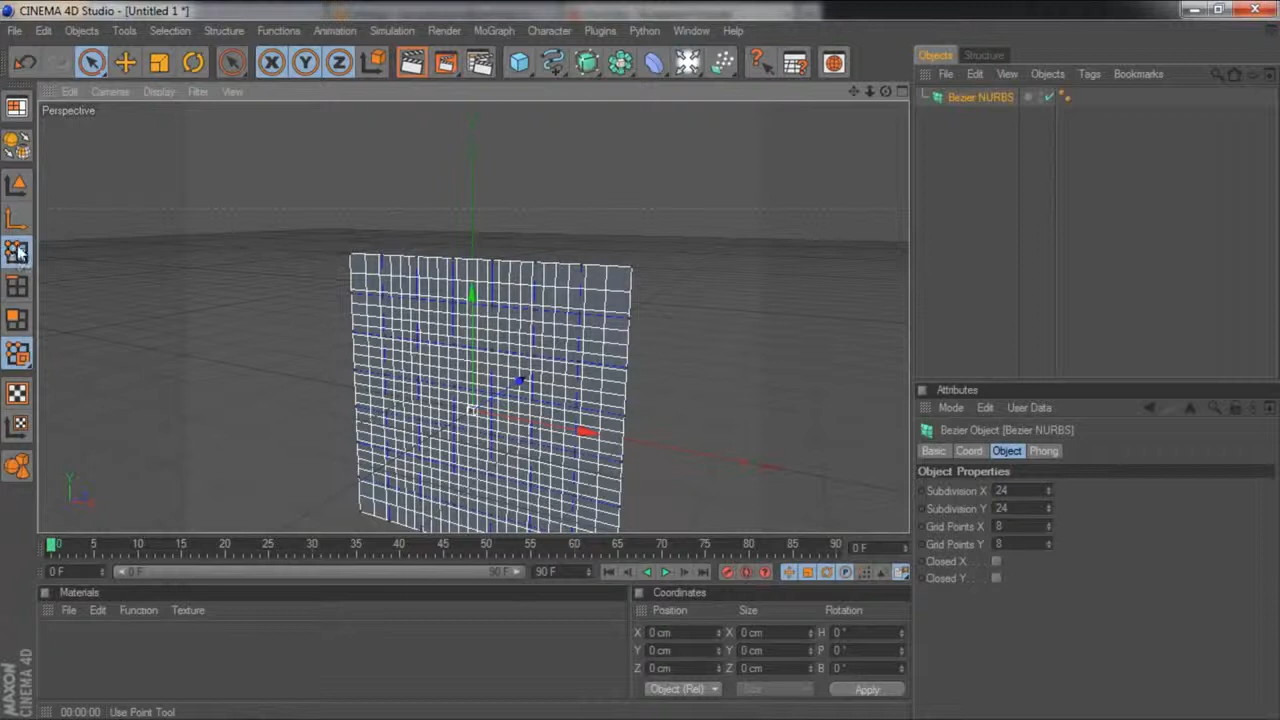 CINEMA 4D Studio - [Untitled 1 *]
File Edit Objects Tools Selection Structure Functions Animation Rendering MoGraph Character Plugins Python Window Help
Objects Structure
File Edit View Objects Tags Bookmarks
Edit Cameras Display Filter View
Perspective
Bezier NURBS
X Y Z
Y
Attributes
Mode Edit User Data
Bezier Object [Bezier NURBS]
Basic Coord Object Phong
Object Properties
Subdivision X 24
Subdivision Y 24
Grid Points X 8
Grid Points Y 8
Closed X
Closed Y
0 5 10 15 20 25 30 35 40 45 50 55 60 65 70 75 80 85 90 0 F
0 F 0 F 90 F 90 F
Materials
File Edit Function Texture
Coordinates
Position Size Rotation
X 0 cm X 0 cm H 0 °
Y 0 cm Y 0 cm P 0 °
Z 0 cm Z 0 cm B 0 °
Object (Rel) Size Apply
MAXON CINEMA 4D
00:00:00 Use Point Tool